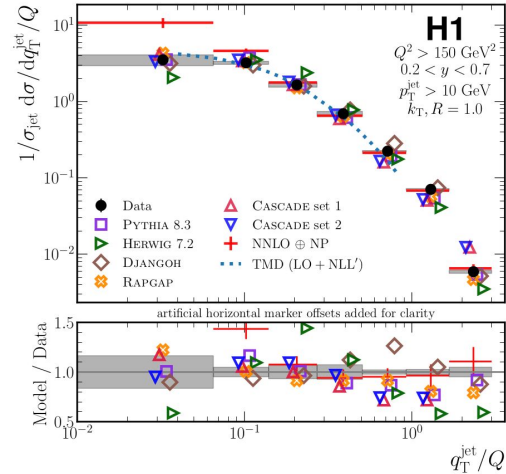 H1
Q² > 150 GeV²
0.2 < y < 0.7
p_T^jet > 10 GeV
k_T, R = 1.0
1/σ_jet dσ/dq_T^jet/Q
10¹
10⁰
10⁻¹
10⁻²
Data
PYTHIA 8.3
HERWIG 7.2
DJANGOH
RAPGAP
CASCADE set 1
CASCADE set 2
NNLO ⊕ NP
TMD (LO + NLL′)
artificial horizontal marker offsets added for clarity
Model / Data
1.5
1.0
0.5
10⁻²
10⁻¹
10⁰
q_T^jet/Q